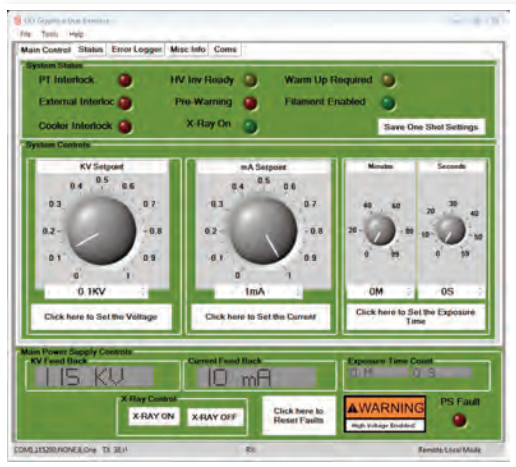 File Tools Help
Main Control Status Error Logger Misc Info Coms
System Status
PT Interlock HV Inv Ready Warm Up Required
External Interloc Pre-Warning Filament Enabled
Cooler Interlock X-Ray On Save One Shot Settings
System Controls
KV Setpoint mA Setpoint Minutes Seconds
0 0.1 0.2 0.3 0.4 0.5 0.6 0.7 0.8 0.9 1
0 0.1 0.2 0.3 0.4 0.5 0.6 0.7 0.8 0.9 1
0 20 40 60 80 99
0 10 20 30 40 50 59
0.1KV 1mA 0M 0S
Click here to Set the Voltage Click here to Set the Current Click here to Set the Exposure
Time
Main Power Supply Controls
KV Feed Back Current Feed Back Exposure Time Count
115 KV 10 mA 0 M 0 S
X-Ray Control
X-RAY ON X-RAY OFF
Click here to
Reset Faults
WARNING
High Voltage Enabled!
PS Fault
RX: Remote/Local Mode